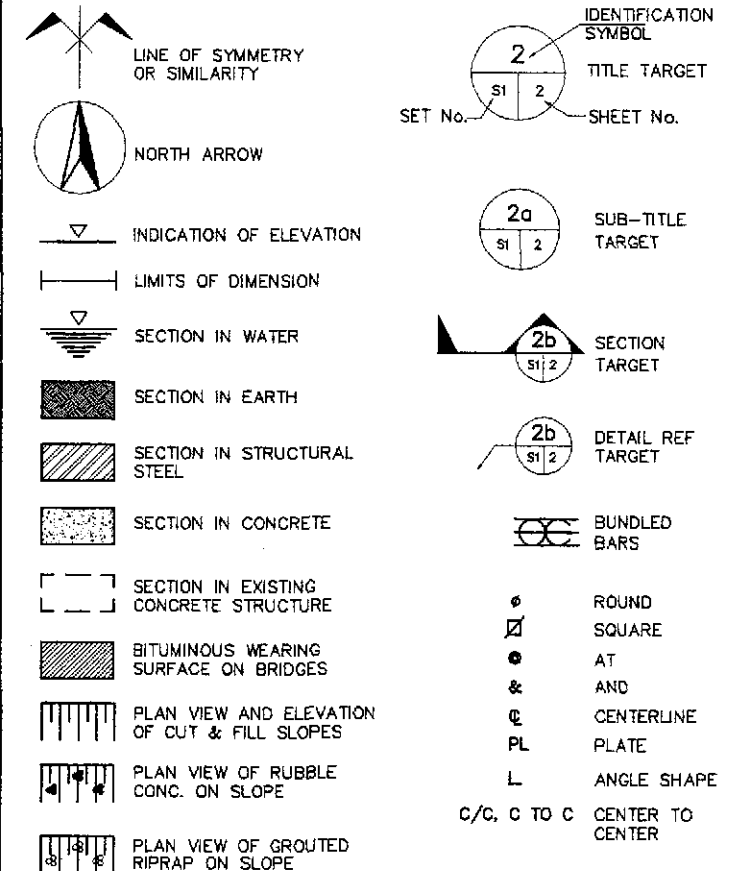 LINE OF SYMMETRY
OR SIMILARITY
NORTH ARROW
INDICATION OF ELEVATION
LIMITS OF DIMENSION
SECTION IN WATER
SECTION IN EARTH
SECTION IN STRUCTURAL
STEEL
SECTION IN CONCRETE
SECTION IN EXISTING
CONCRETE STRUCTURE
BITUMINOUS WEARING
SURFACE ON BRIDGES
PLAN VIEW AND ELEVATION
OF CUT & FILL SLOPES
PLAN VIEW OF RUBBLE
CONC. ON SLOPE
PLAN VIEW OF GROUTED
RIPRAP ON SLOPE
IDENTIFICATION
SYMBOL
2
TITLE TARGET
S1 2
SET No.
SHEET No.
2a
S1 2
SUB-TITLE
TARGET
2b
S1 2
SECTION
TARGET
2b
S1 2
DETAIL REF
TARGET
BUNDLED
BARS
ø ROUND
SQUARE
@ AT
& AND
℄ CENTERLINE
PL PLATE
L ANGLE SHAPE
C/C, C TO C CENTER TO
CENTER